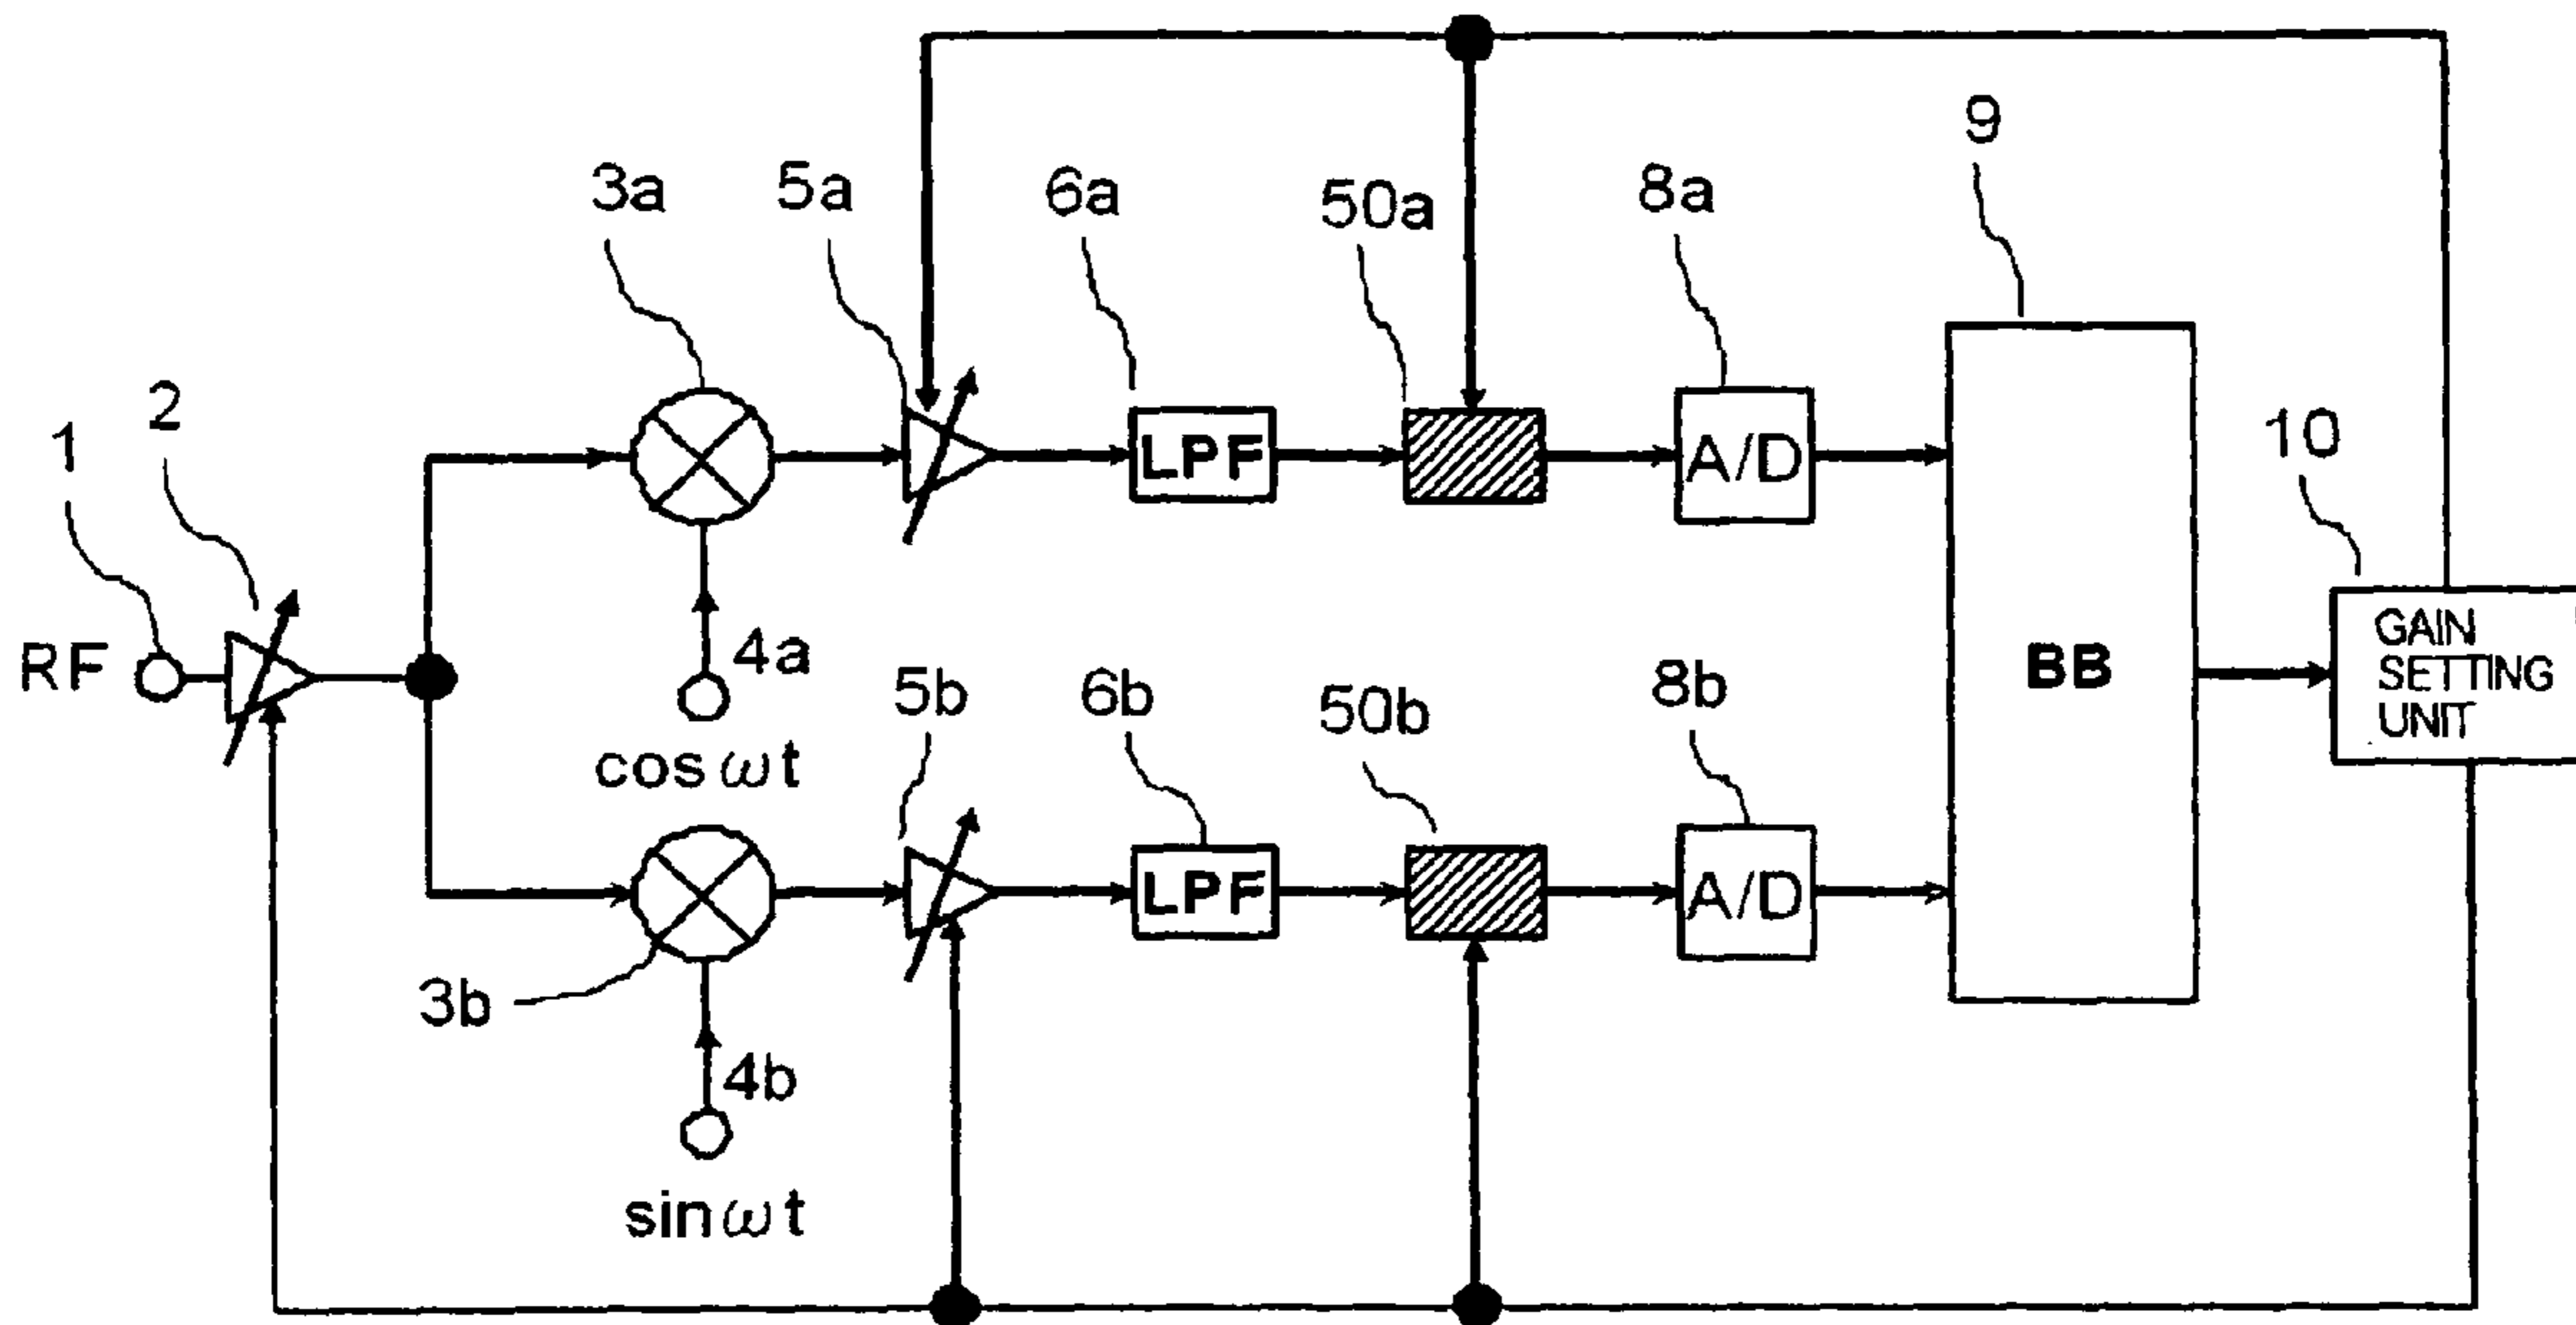 9
3a
5a
6a
50a
8a
2
1
10
LPF
A/D
RF
4a
cos ωt
5b
6b
50b
8b
BB
GAIN
SETTING
UNIT
LPF
A/D
3b
4b
sin ωt